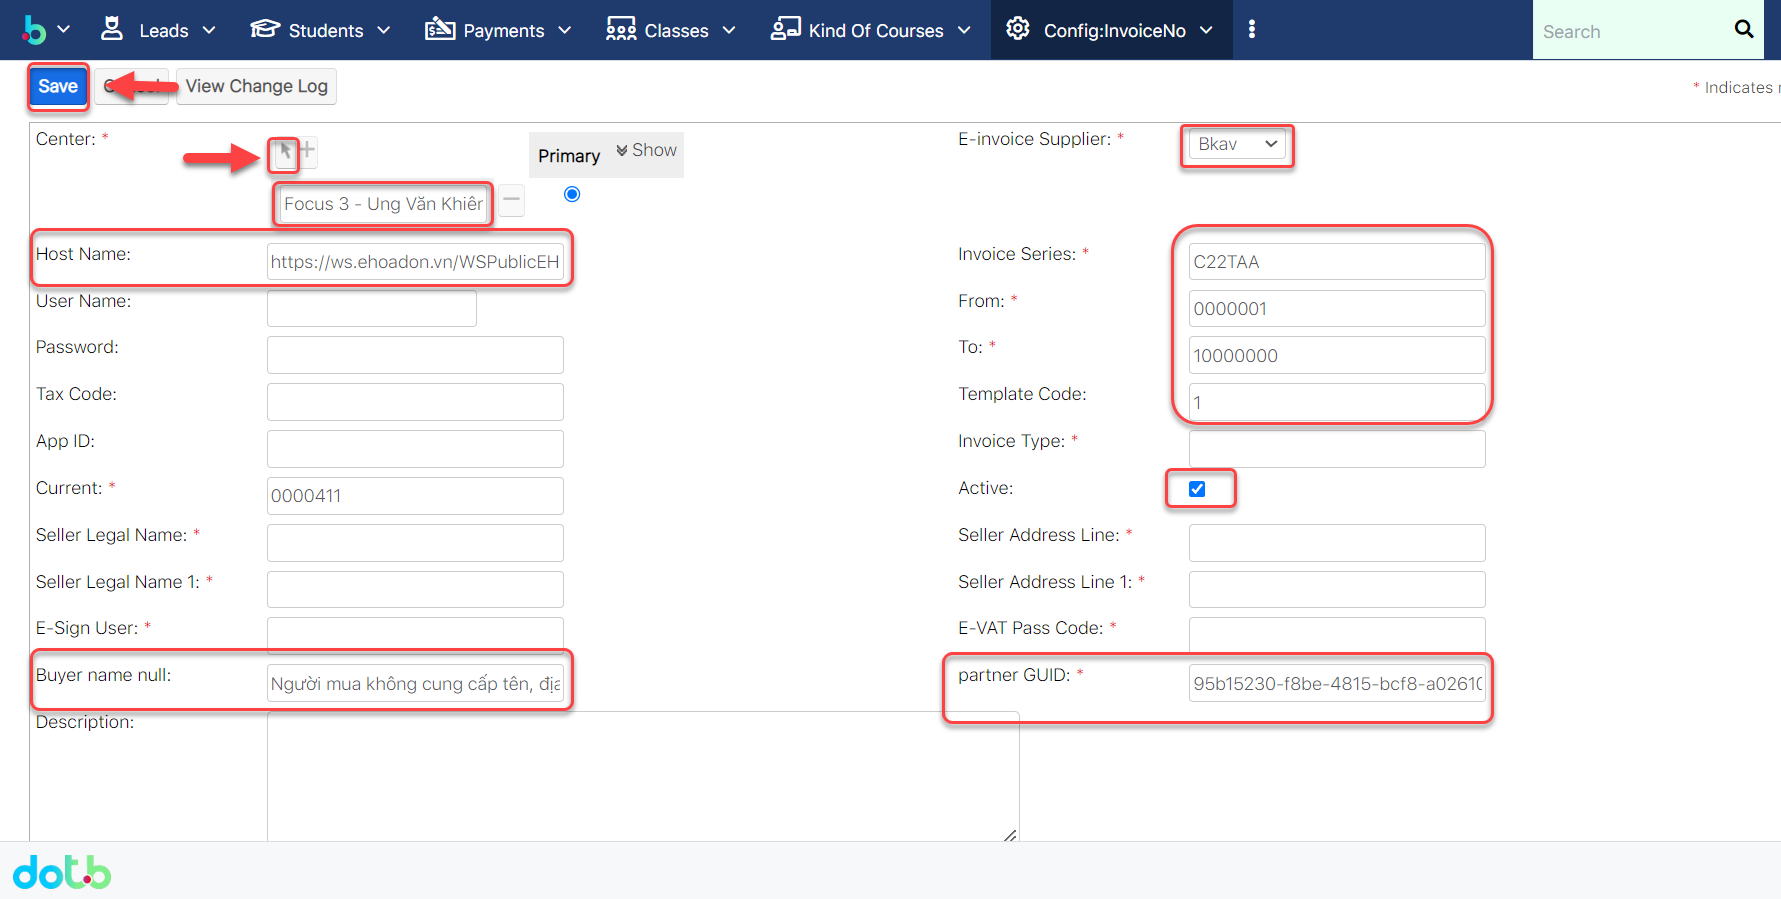 Leads
Students
Payments
Classes
Kind Of Courses
Config:InvoiceNo
Search
Save
View Change Log
* Indicates
Center: *
Primary
Show
E-invoice Supplier: *
Bkav
Focus 3 - Ung Văn Khiêm
Host Name:
https://ws.ehoadon.vn/WSPublicEH
Invoice Series: *
C22TAA
User Name:
From: *
0000001
Password:
To: *
10000000
Tax Code:
Template Code:
1
App ID:
Invoice Type: *
Current: *
0000411
Active:
Seller Legal Name: *
Seller Address Line: *
Seller Legal Name 1: *
Seller Address Line 1: *
E-Sign User: *
E-VAT Pass Code: *
Buyer name null:
Người mua không cung cấp tên, địa
partner GUID: *
95b15230-f8be-4815-bcf8-a02610
Description:
dotb